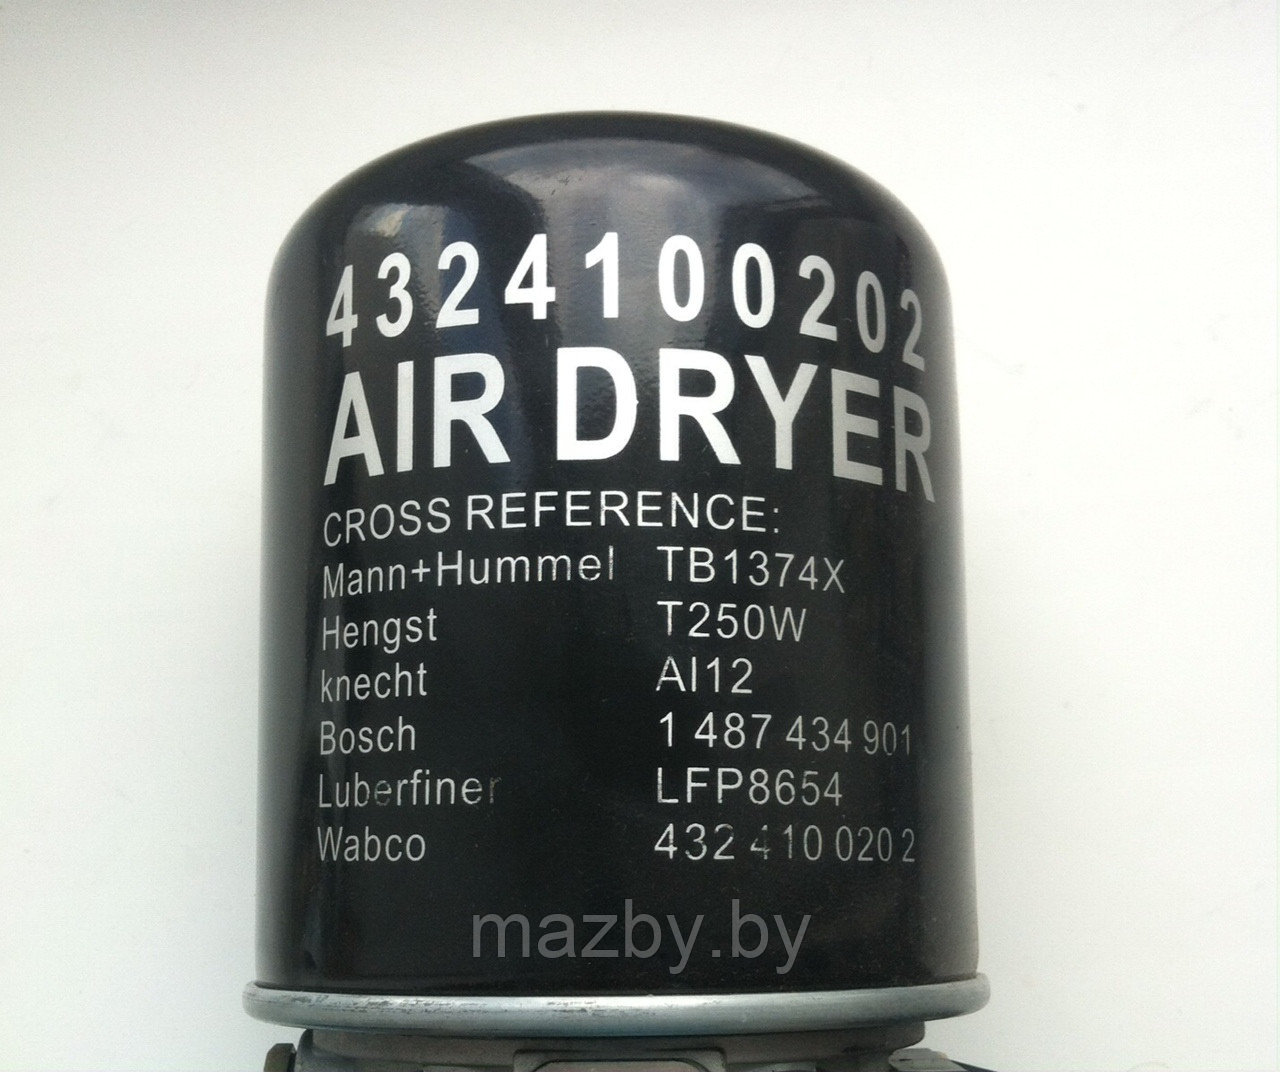 4324100202
AIR DRYER
CROSS REFERENCE:
Mann+Hummel TB1374X
Hengst T250W
knecht AI12
Bosch 1 487 434 901
Luberfiner LFP8654
Wabco 432 410 020 2
mazby.by